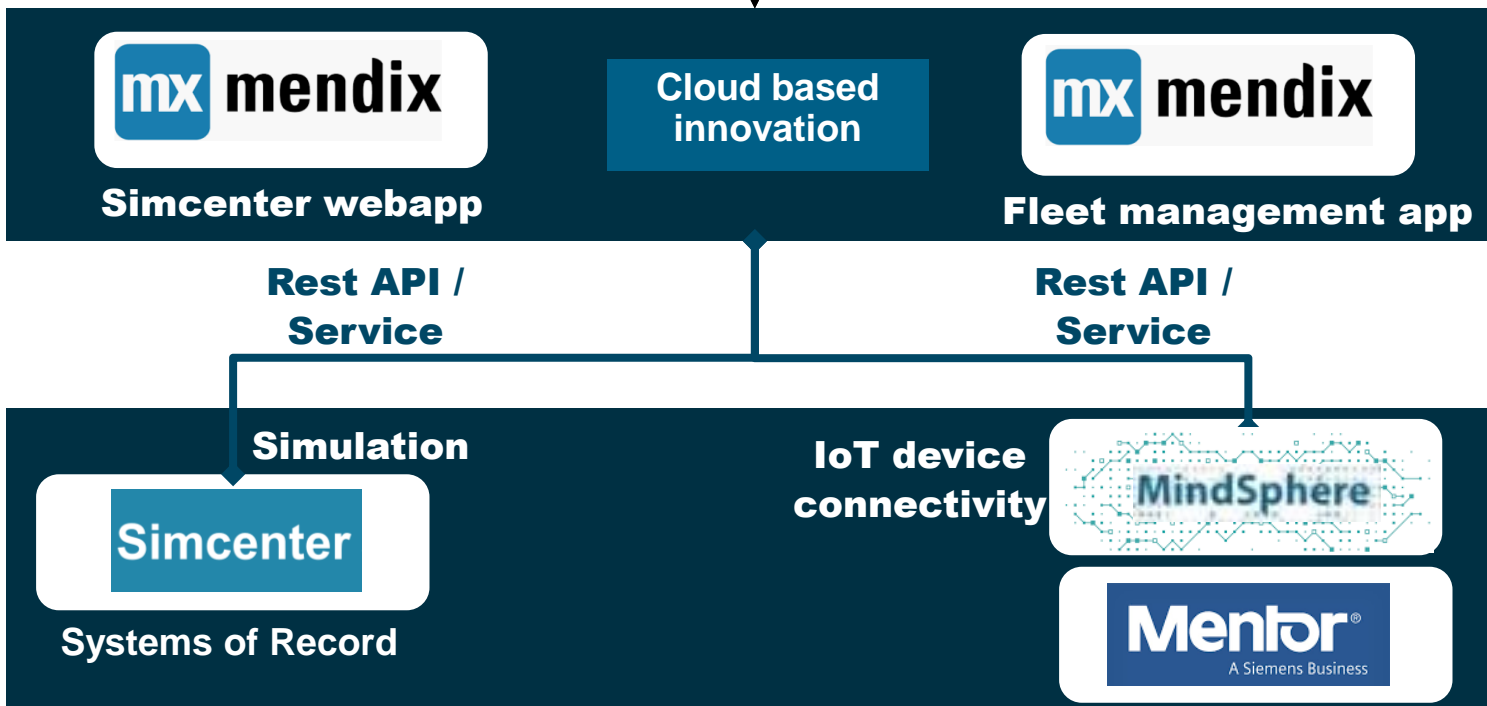 mx mendix
Cloud based
innovation
mx mendix
Simcenter webapp
Fleet management app
Rest API /
Service
Rest API /
Service
Simulation
Simcenter
Systems of Record
IoT device
connectivity
MindSphere
Mentor®
A Siemens Business